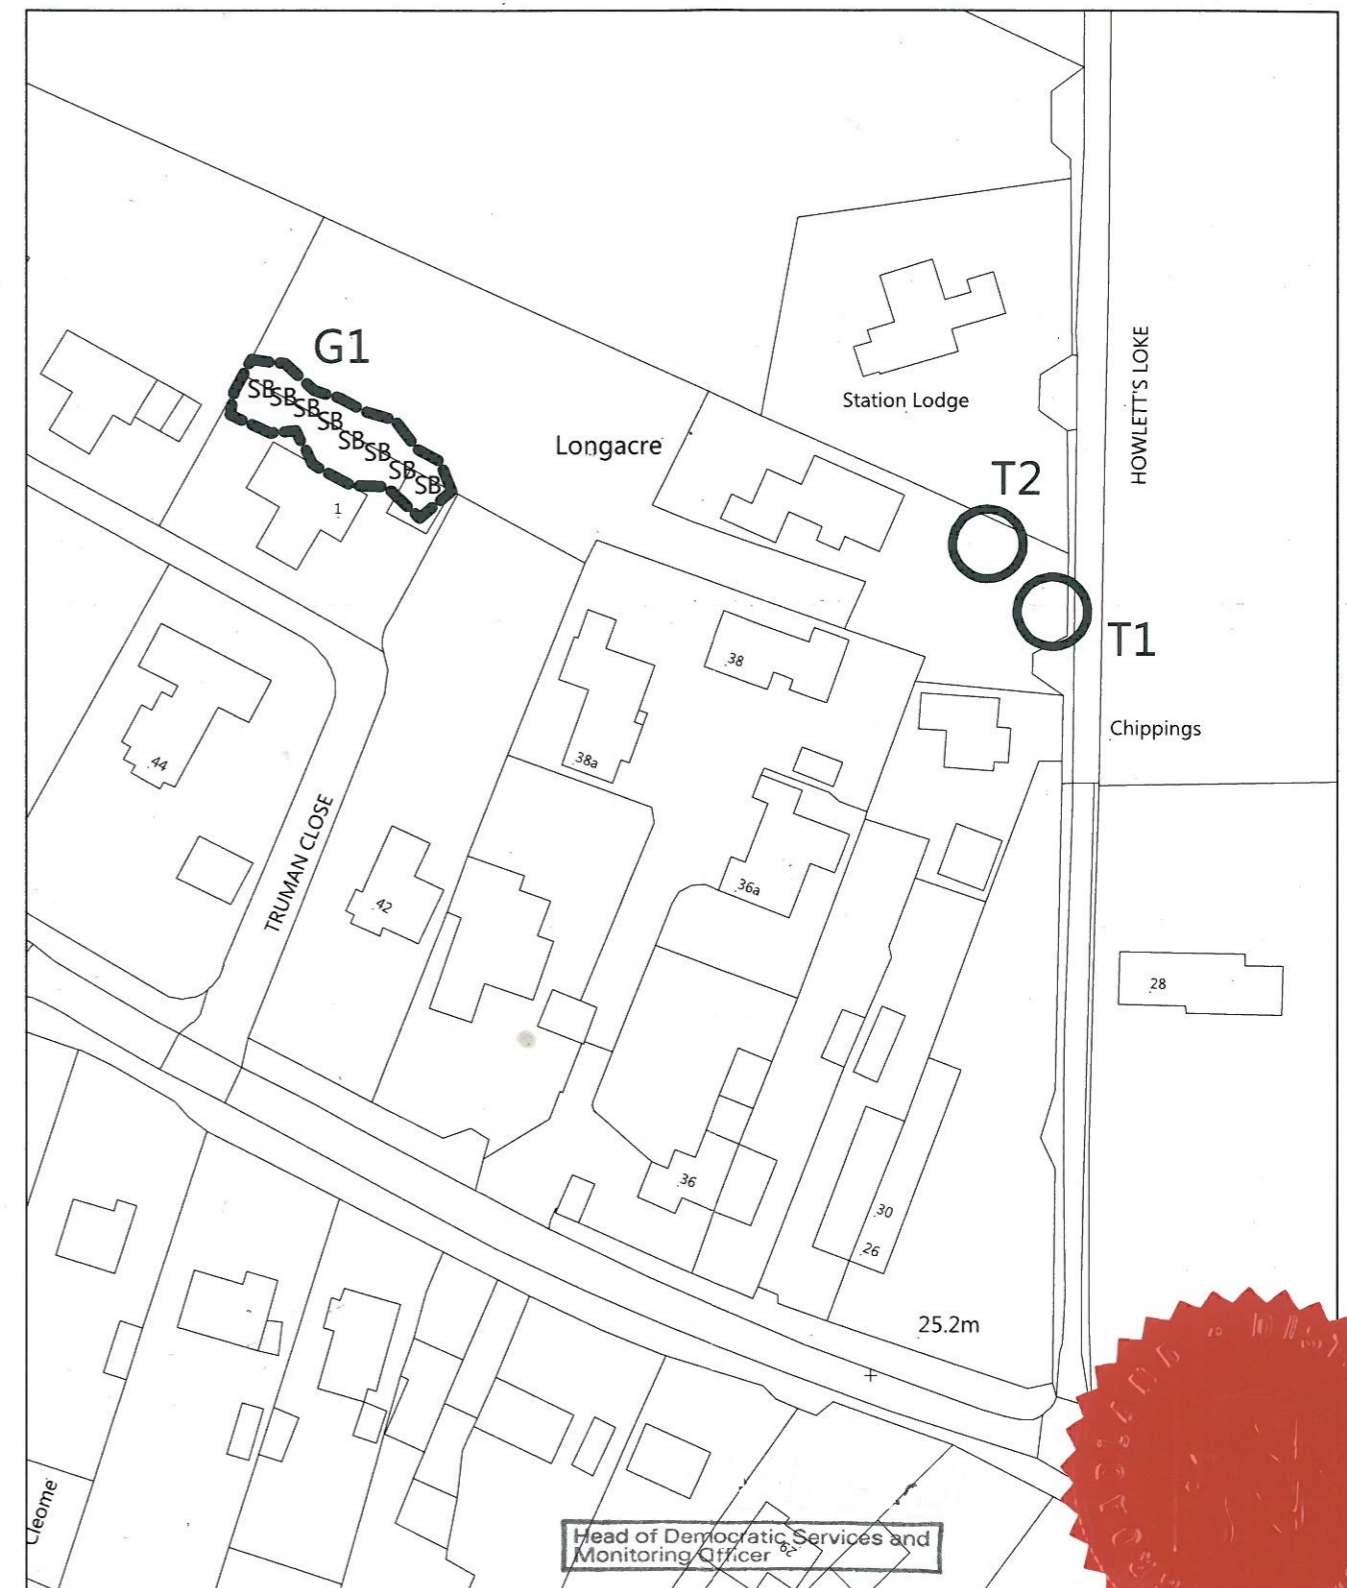 G1
SB
SB
SB
SB
SB
SB
SB
SB
1
Longacre
Station Lodge
HOWLETT'S LOKE
T2
T1
Chippings
38
38a
44
TRUMAN CLOSE
42
36a
28
36
30
26
25.2m
Cleome
Head of Democratic Services and
Monitoring Officer
29